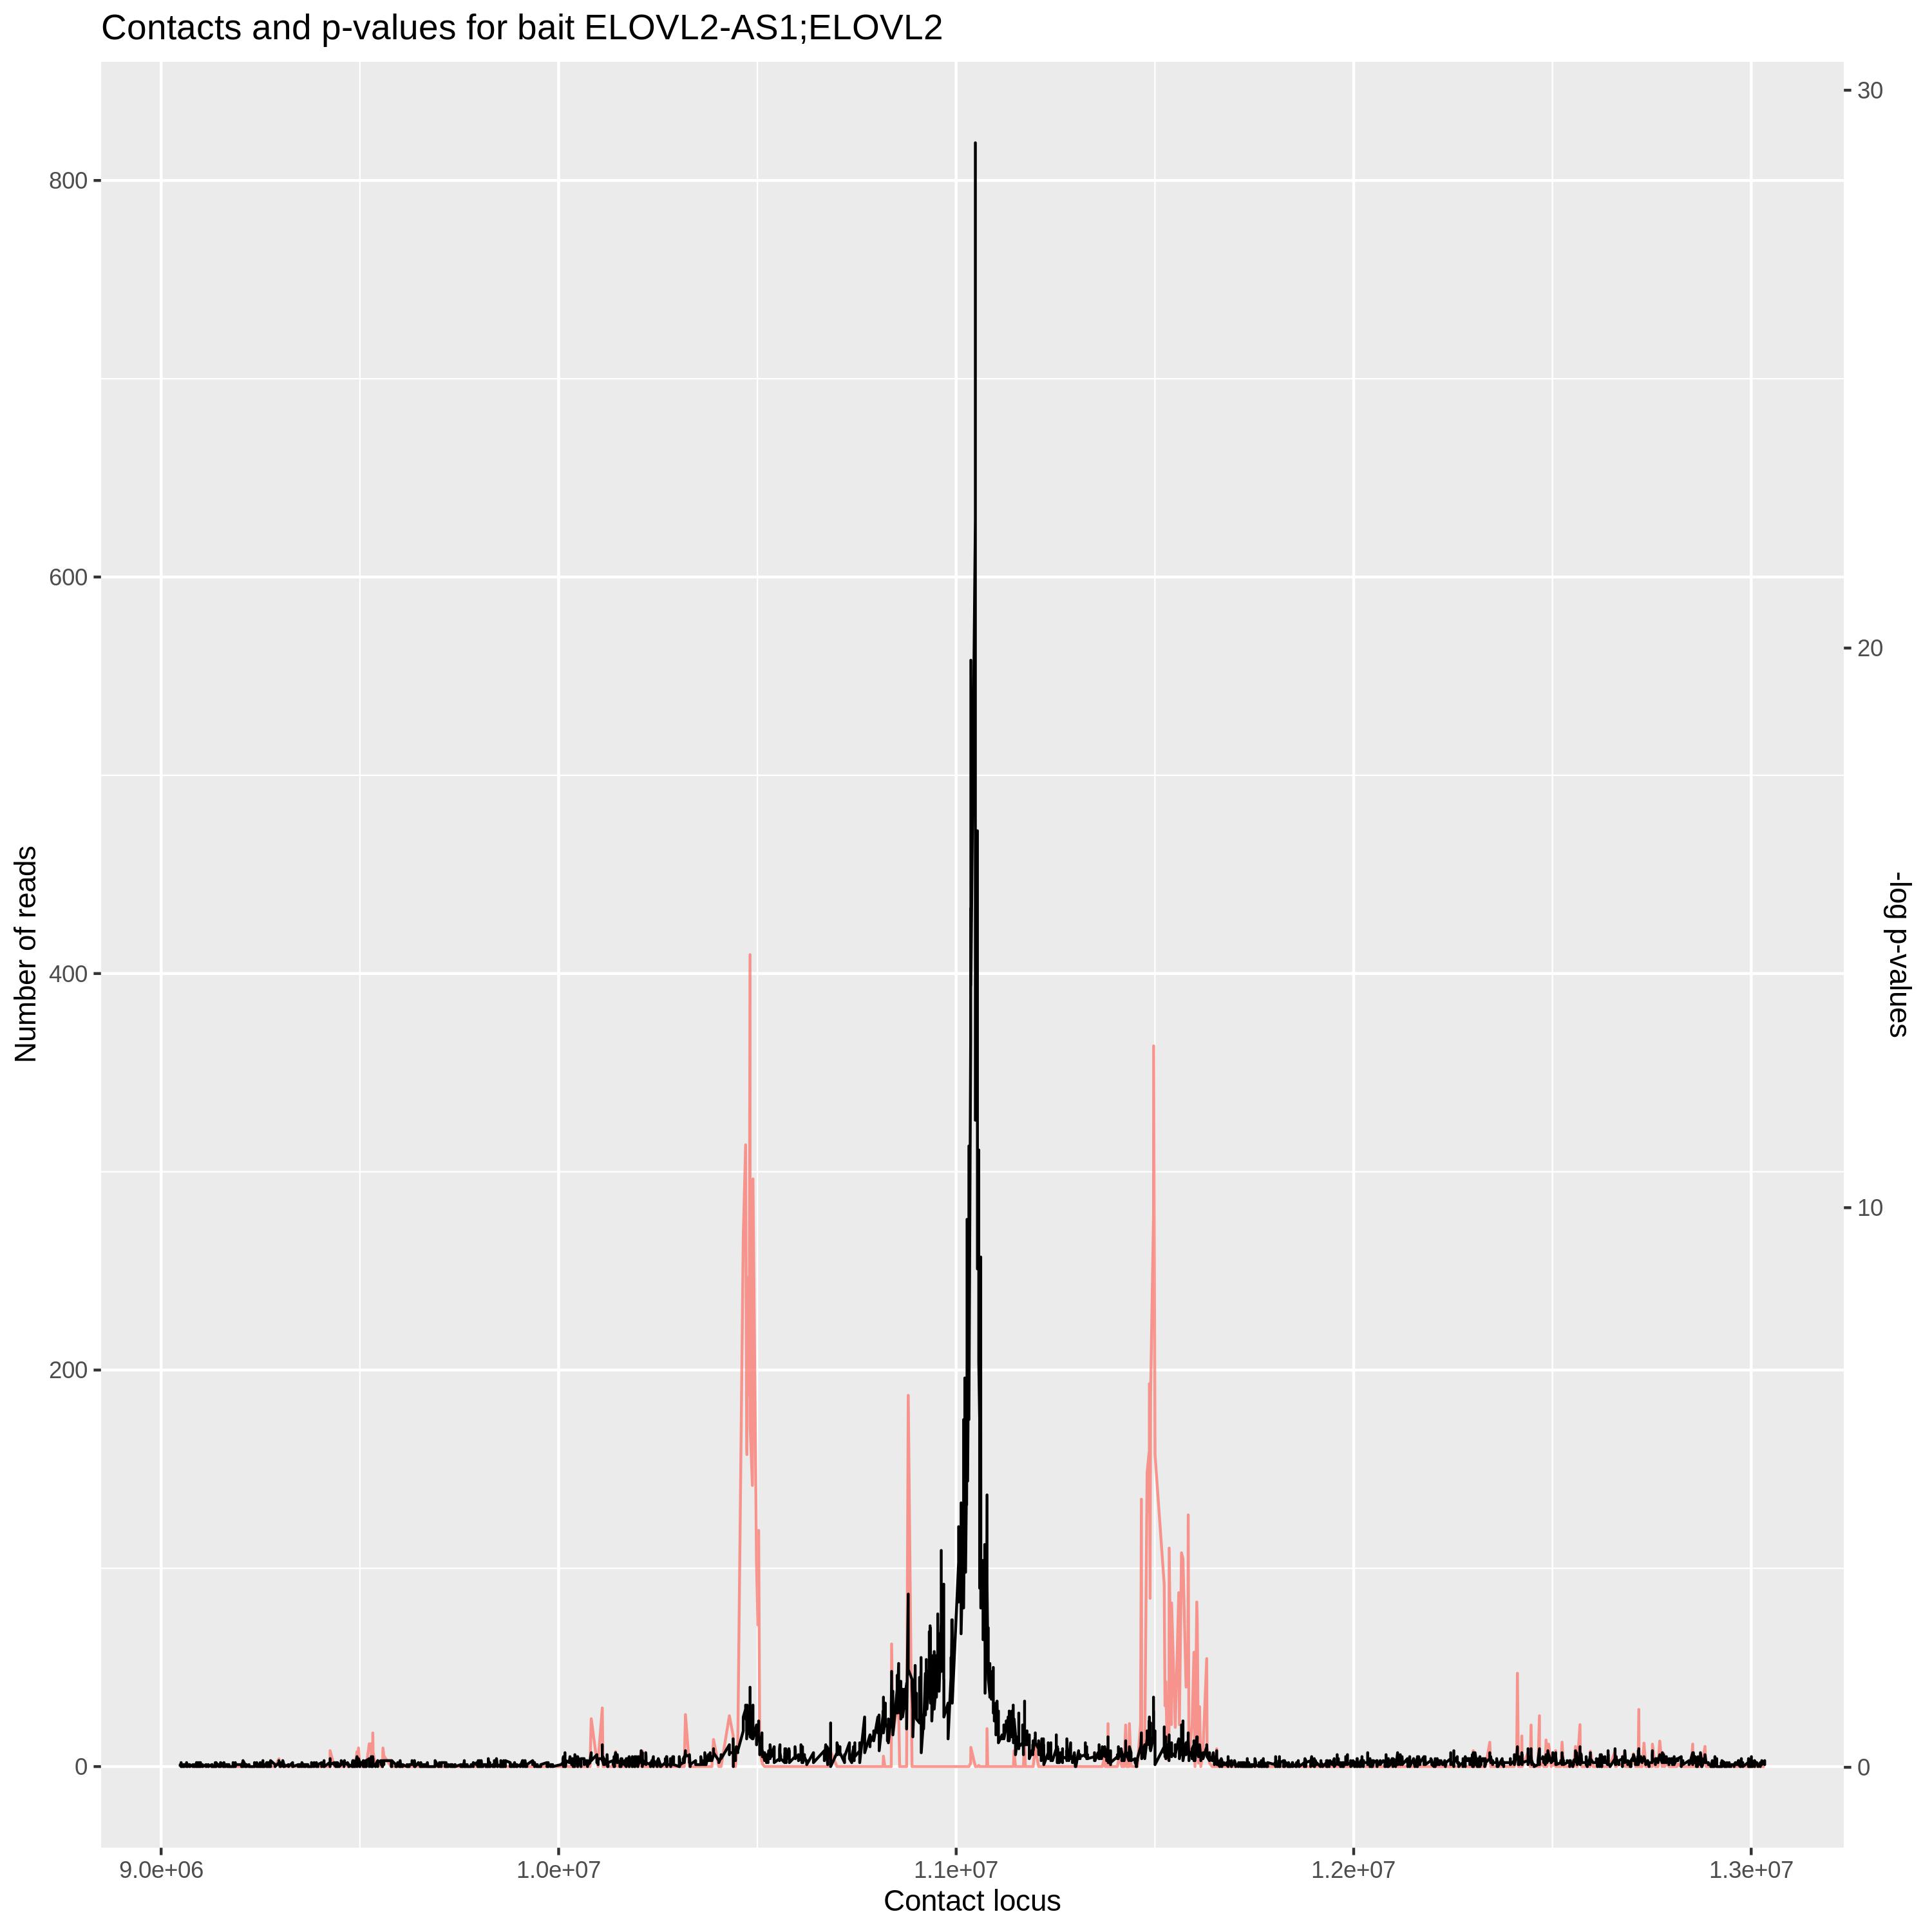 Contacts and p-values for bait ELOVL2-AS1;ELOVL2
Number of reads
800
600
400
200
0
30
20
10
0
-log p-values
9.0e+06
1.0e+07
1.1e+07
1.2e+07
1.3e+07
Contact locus